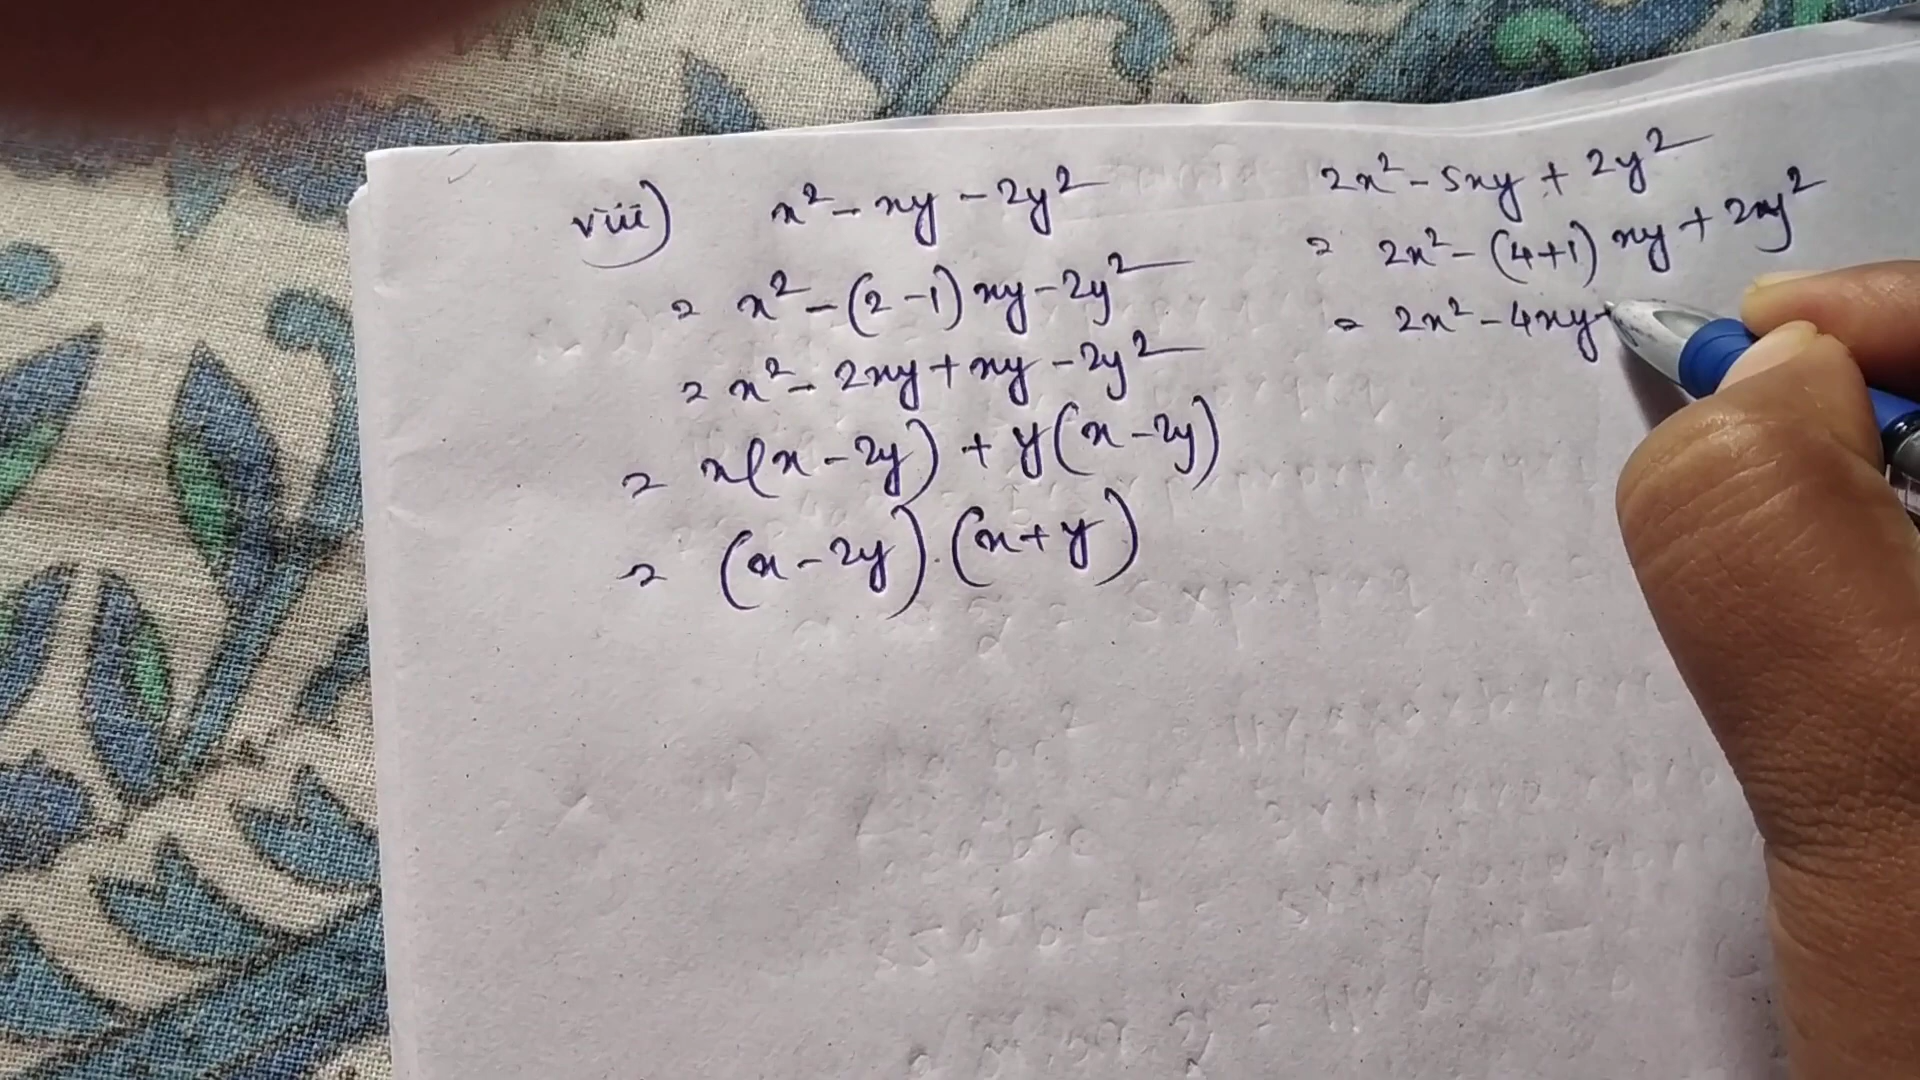 viii) x² - xy - 2y²
= x² - (2 - 1) xy - 2y²
= x² - 2xy + xy - 2y²
= x(x - 2y) + y(x - 2y)
= (x - 2y) . (x + y)
2x² - 5xy + 2y²
= 2x² - (4+1) xy + 2xy²
= 2x² - 4xy